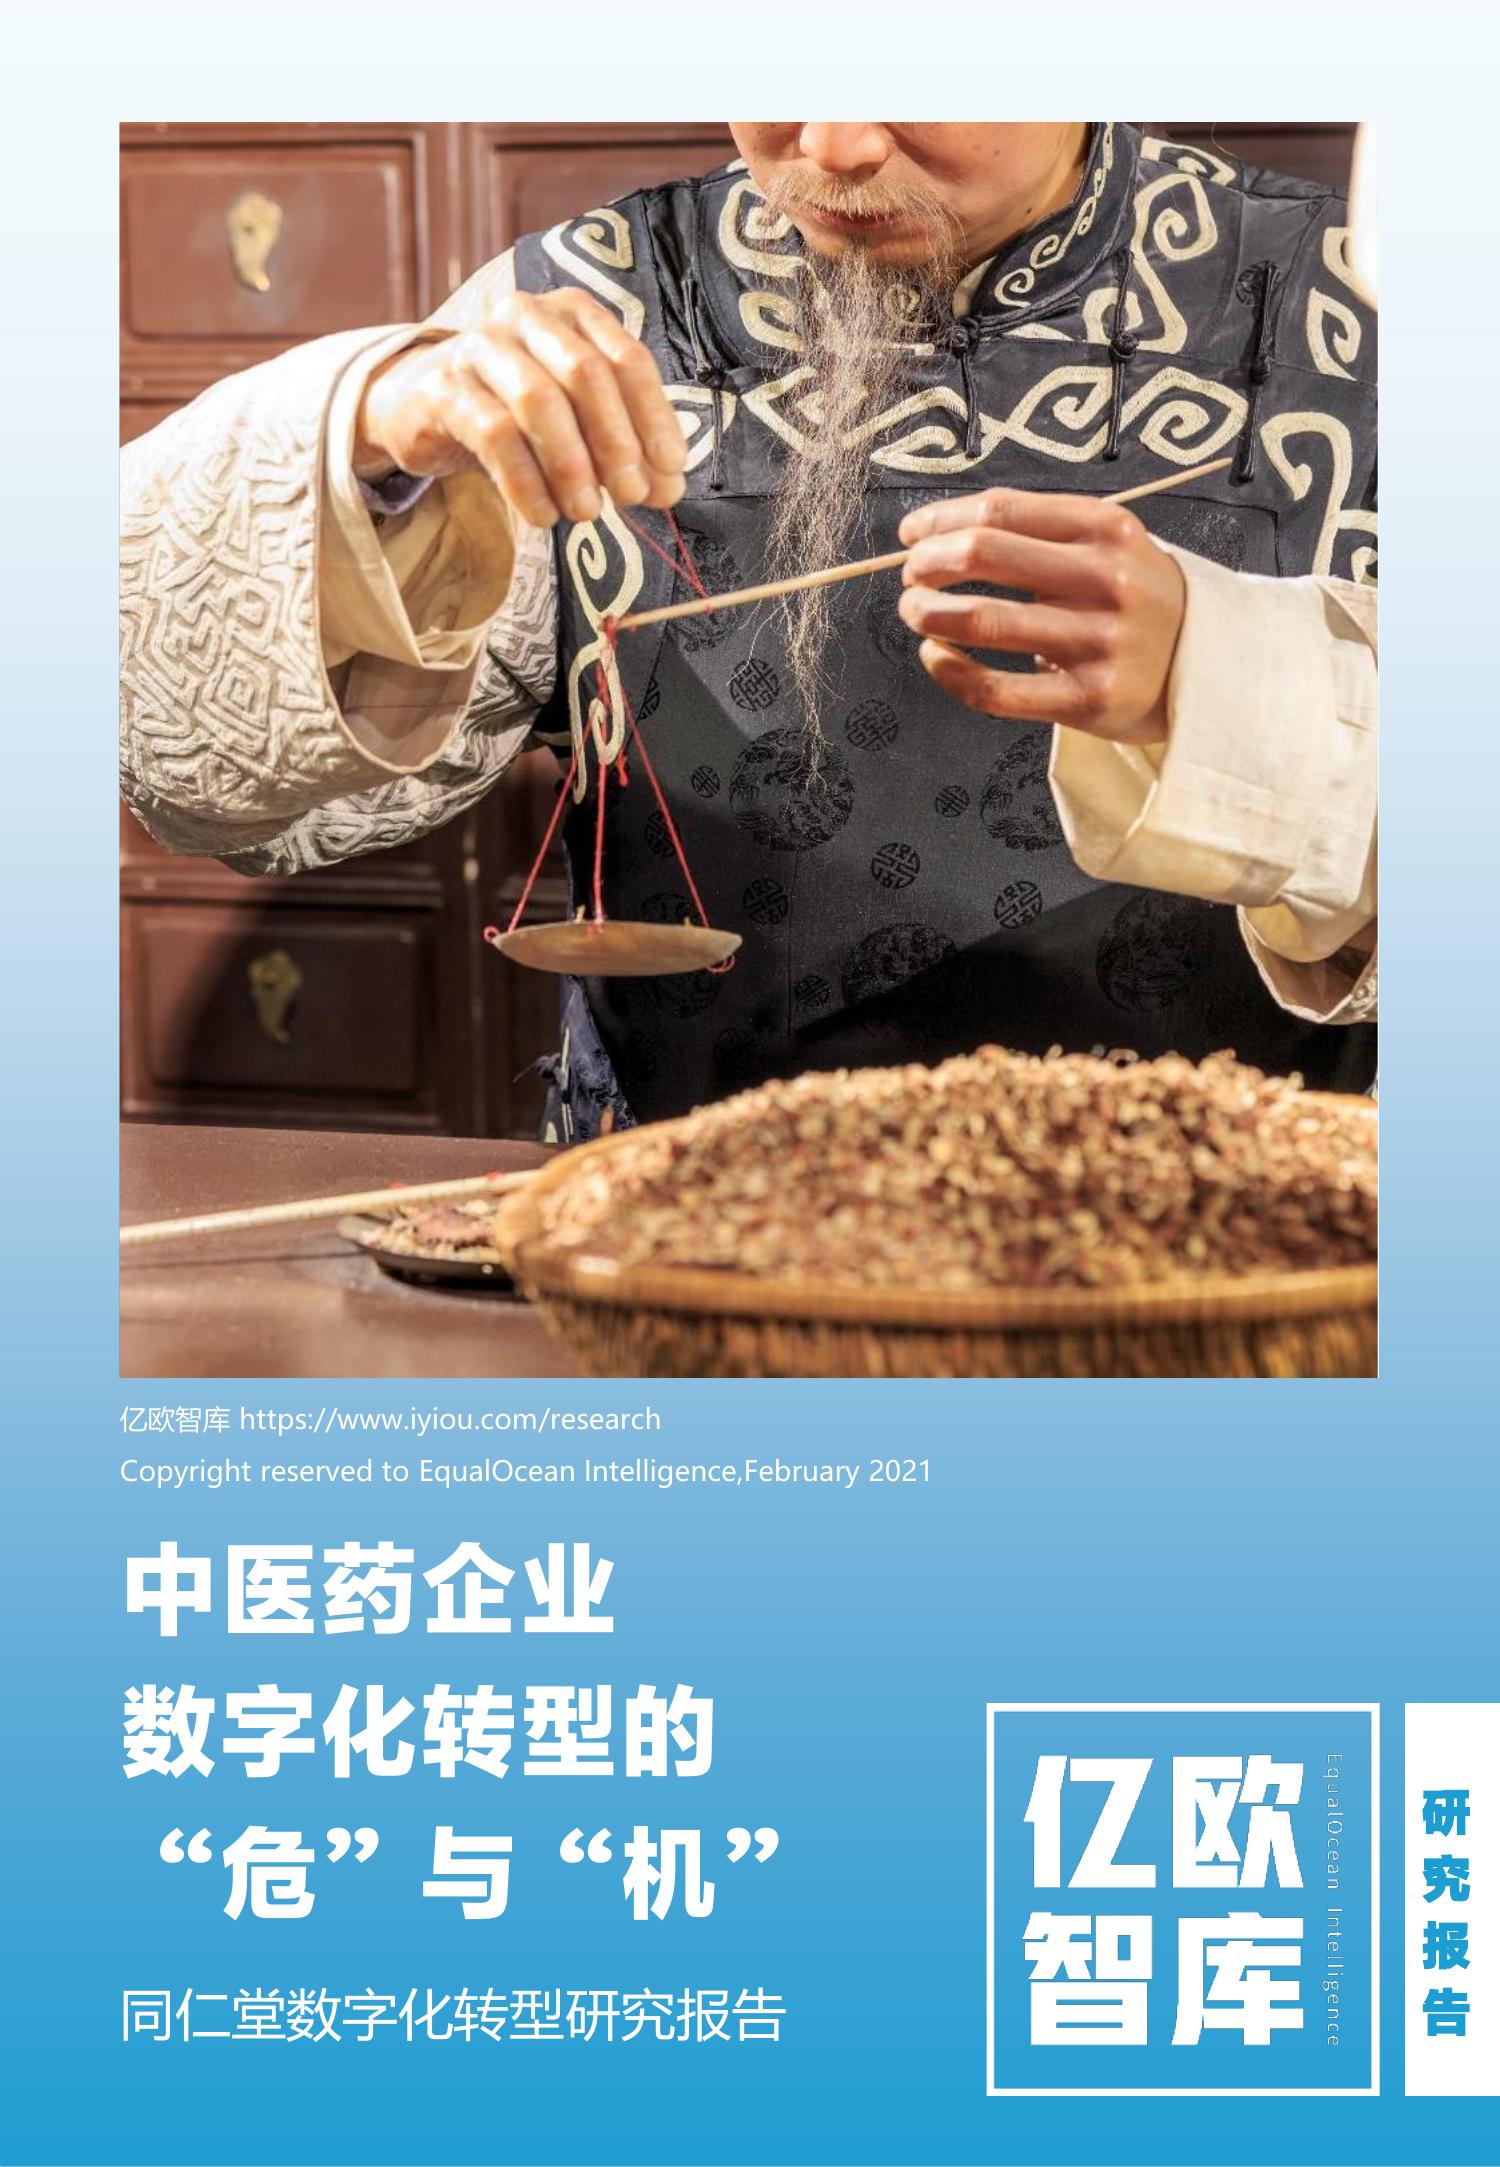 亿欧智库 https://www.iyiou.com/research
Copyright reserved to EqualOcean Intelligence,February 2021
中医药企业
数字化转型的
“危”与“机”
同仁堂数字化转型研究报告
亿欧
智库
EqualOcean Intelligence
研究报告